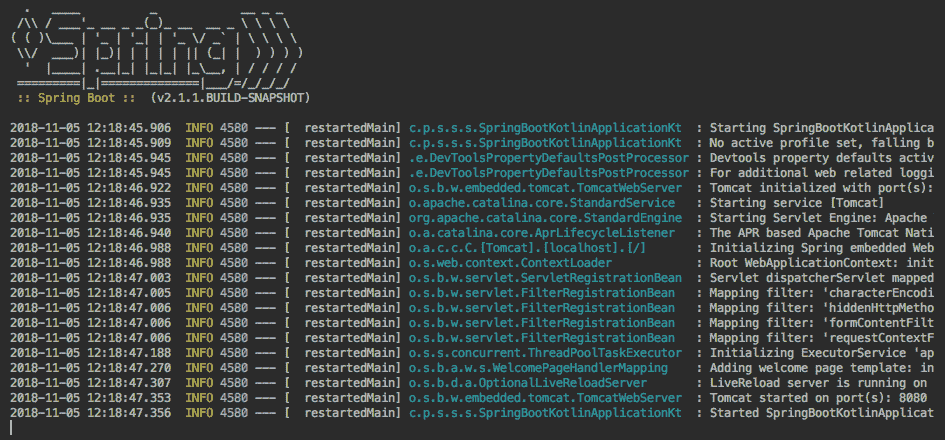 :: Spring Boot ::  (v2.1.1.BUILD-SNAPSHOT)
2018-11-05 12:18:45.906  INFO 4580 --- [  restartedMain] c.p.s.s.s.SpringBootKotlinApplicationKt  : Starting SpringBootKotlinApplica
2018-11-05 12:18:45.909  INFO 4580 --- [  restartedMain] c.p.s.s.s.SpringBootKotlinApplicationKt  : No active profile set, falling b
2018-11-05 12:18:45.945  INFO 4580 --- [  restartedMain] .e.DevToolsPropertyDefaultsPostProcessor : Devtools property defaults activ
2018-11-05 12:18:45.945  INFO 4580 --- [  restartedMain] .e.DevToolsPropertyDefaultsPostProcessor : For additional web related loggi
2018-11-05 12:18:46.922  INFO 4580 --- [  restartedMain] o.s.b.w.embedded.tomcat.TomcatWebServer  : Tomcat initialized with port(s):
2018-11-05 12:18:46.935  INFO 4580 --- [  restartedMain] o.apache.catalina.core.StandardService   : Starting service [Tomcat]
2018-11-05 12:18:46.935  INFO 4580 --- [  restartedMain] org.apache.catalina.core.StandardEngine  : Starting Servlet Engine: Apache
2018-11-05 12:18:46.940  INFO 4580 --- [  restartedMain] o.a.catalina.core.AprLifecycleListener   : The APR based Apache Tomcat Nati
2018-11-05 12:18:46.988  INFO 4580 --- [  restartedMain] o.a.c.c.C.[Tomcat].[localhost].[/]       : Initializing Spring embedded Web
2018-11-05 12:18:46.988  INFO 4580 --- [  restartedMain] o.s.web.context.ContextLoader            : Root WebApplicationContext: init
2018-11-05 12:18:47.003  INFO 4580 --- [  restartedMain] o.s.b.w.servlet.ServletRegistrationBean  : Servlet dispatcherServlet mapped
2018-11-05 12:18:47.005  INFO 4580 --- [  restartedMain] o.s.b.w.servlet.FilterRegistrationBean   : Mapping filter: 'characterEncodi
2018-11-05 12:18:47.006  INFO 4580 --- [  restartedMain] o.s.b.w.servlet.FilterRegistrationBean   : Mapping filter: 'hiddenHttpMetho
2018-11-05 12:18:47.006  INFO 4580 --- [  restartedMain] o.s.b.w.servlet.FilterRegistrationBean   : Mapping filter: 'formContentFilt
2018-11-05 12:18:47.006  INFO 4580 --- [  restartedMain] o.s.b.w.servlet.FilterRegistrationBean   : Mapping filter: 'requestContextF
2018-11-05 12:18:47.188  INFO 4580 --- [  restartedMain] o.s.s.concurrent.ThreadPoolTaskExecutor  : Initializing ExecutorService 'ap
2018-11-05 12:18:47.270  INFO 4580 --- [  restartedMain] o.s.b.a.w.s.WelcomePageHandlerMapping    : Adding welcome page template: in
2018-11-05 12:18:47.307  INFO 4580 --- [  restartedMain] o.s.b.d.a.OptionalLiveReloadServer       : LiveReload server is running on
2018-11-05 12:18:47.353  INFO 4580 --- [  restartedMain] o.s.b.w.embedded.tomcat.TomcatWebServer  : Tomcat started on port(s): 8080
2018-11-05 12:18:47.356  INFO 4580 --- [  restartedMain] c.p.s.s.s.SpringBootKotlinApplicationKt  : Started SpringBootKotlinApplicat